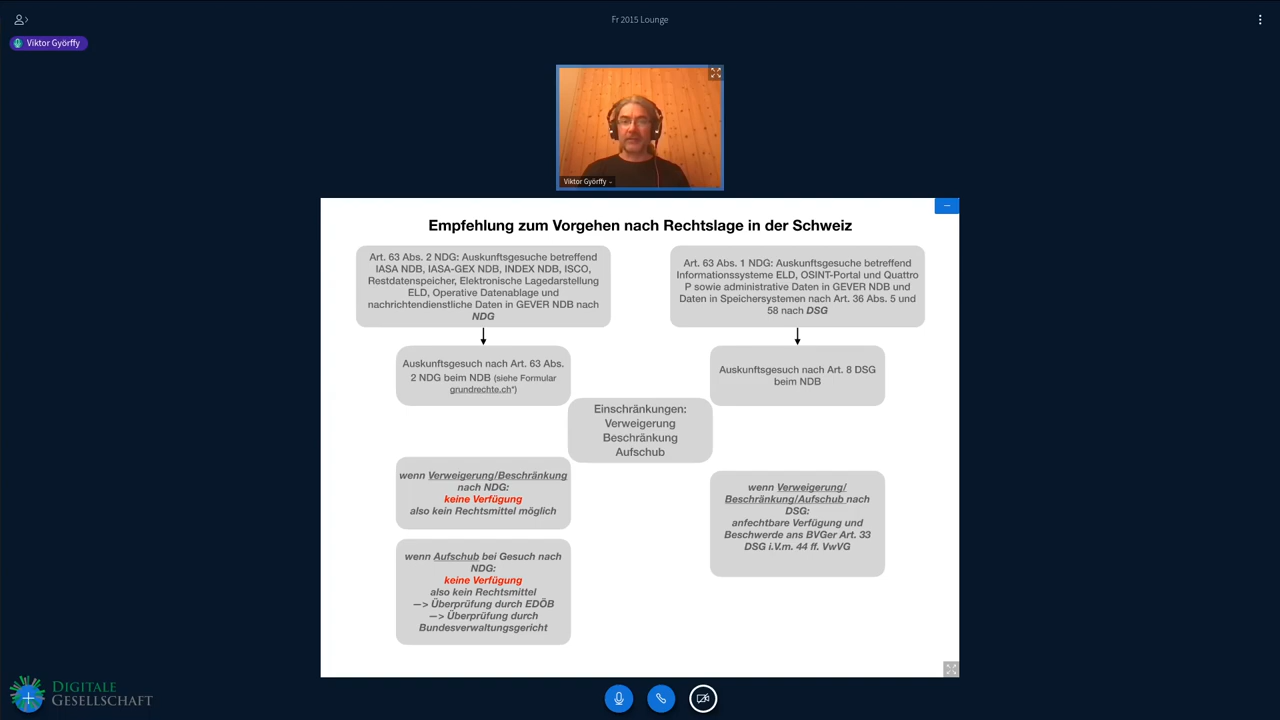 Fr 2015 Lounge
Viktor Györffy
Viktor Györffy
Empfehlung zum Vorgehen nach Rechtslage in der Schweiz
Art. 63 Abs. 2 NDG: Auskunftsgesuche betreffend
IASA NDB, IASA-GEX NDB, INDEX NDB, ISCO,
Restdatenspeicher, Elektronische Lagedarstellung
ELD, Operative Datenablage und
nachrichtendienstliche Daten in GEVER NDB nach
NDG
Art. 63 Abs. 1 NDG: Auskunftsgesuche betreffend
Informationssysteme ELD, OSINT-Portal und Quattro
P sowie administrative Daten in GEVER NDB und
Daten in Speichersystemen nach Art. 36 Abs. 5 und
58 nach DSG
Auskunftsgesuch nach Art. 63 Abs.
2 NDG beim NDB (siehe Formular
grundrechte.ch*)
Auskunftsgesuch nach Art. 8 DSG
beim NDB
Einschränkungen:
Verweigerung
Beschränkung
Aufschub
wenn Verweigerung/Beschränkung
nach NDG:
keine Verfügung
also kein Rechtsmittel möglich
wenn Verweigerung/
Beschränkung/Aufschub nach
DSG:
anfechtbare Verfügung und
Beschwerde ans BVGer Art. 33
DSG i.V.m. 44 ff. VwVG
wenn Aufschub bei Gesuch nach
NDG:
keine Verfügung
also kein Rechtsmittel
—> Überprüfung durch EDÖB
—> Überprüfung durch
Bundesverwaltungsgericht
DIGITALE
GESELLSCHAFT